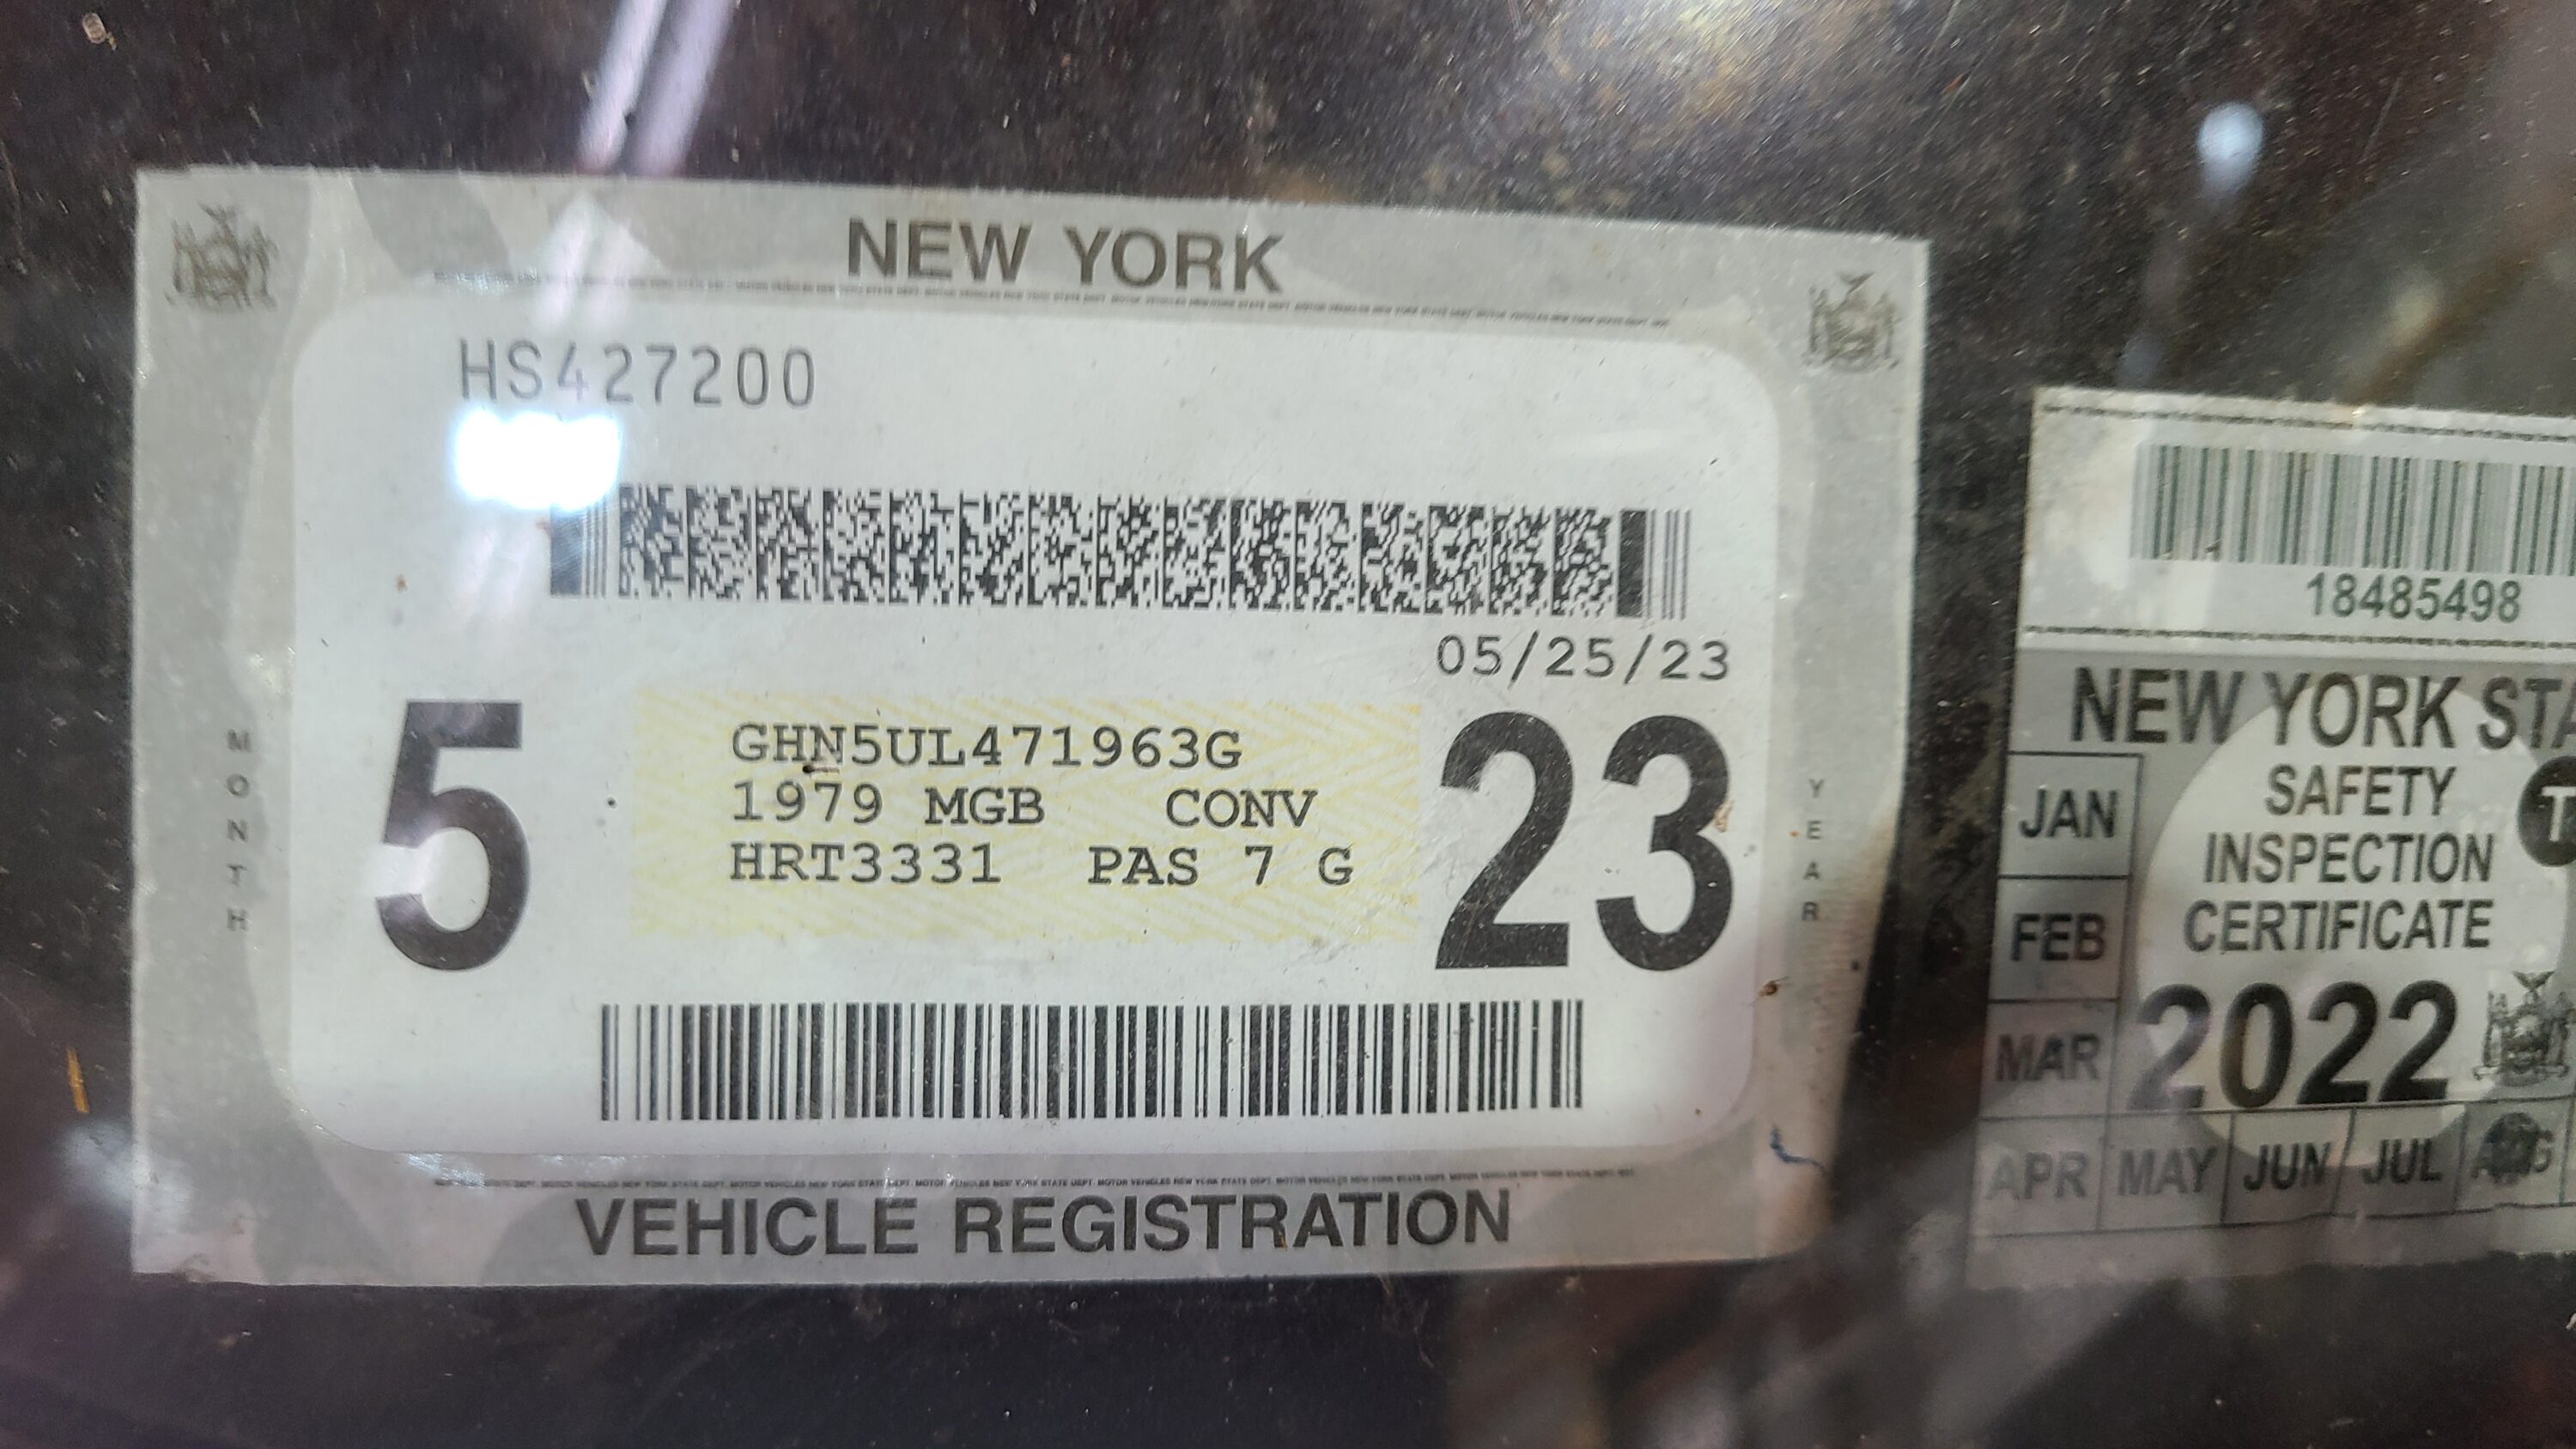 NEW YORK
HS427200
05/25/23
MONTH
5
GHN5UL471963G
1979 MGB CONV
HRT3331 PAS 7 G
23
YEAR
VEHICLE REGISTRATION
18485498
NEW YORK STA
SAFETY
INSPECTION
CERTIFICATE
T
2022
JAN
FEB
MAR
APR MAY JUN JUL